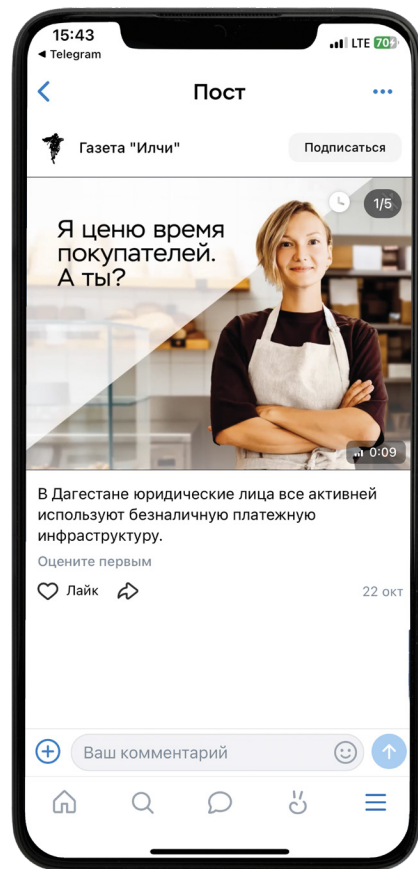 15:43
◄ Telegram
LTE 70
Пост
Газета "Илчи"
Подписаться
1/5
Я ценю время
покупателей.
А ты?
0:09
В Дагестане юридические лица все активней
используют безналичную платежную
инфраструктуру.
Оцените первым
Лайк
22 окт
Ваш комментарий